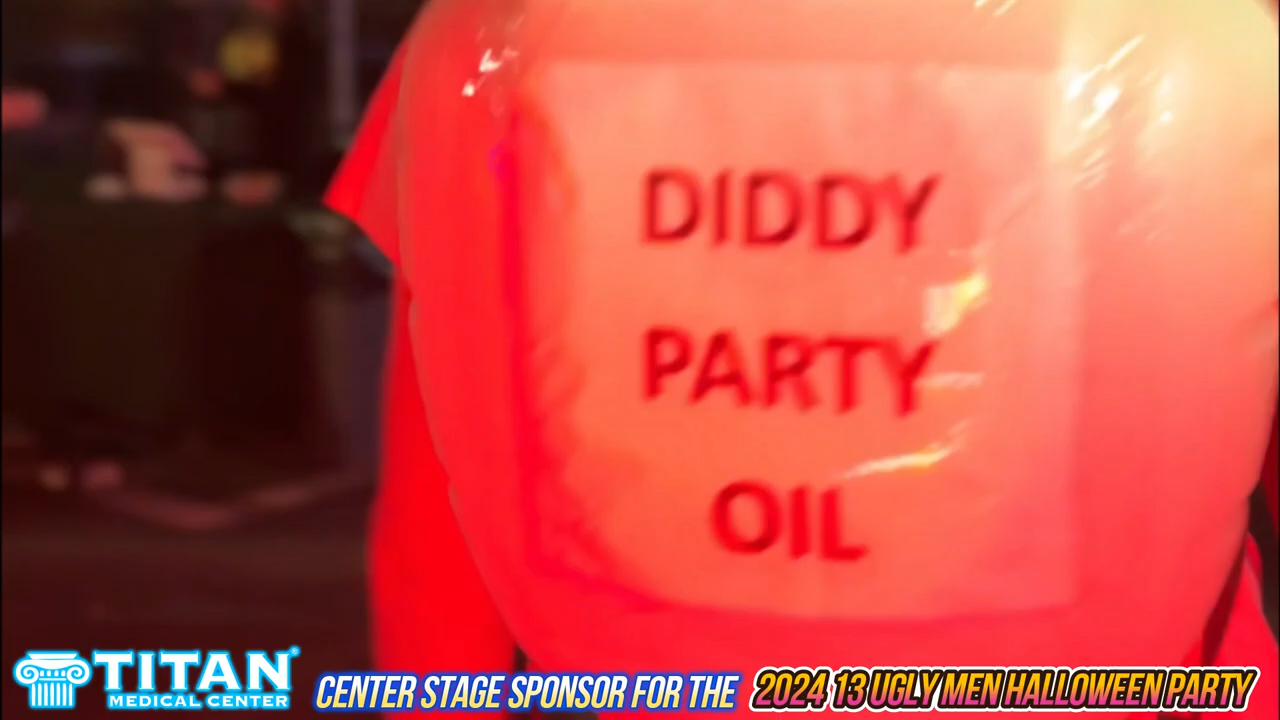 DIDDY
PARTY
OIL
TITAN®
MEDICAL CENTER
CENTER STAGE SPONSOR FOR THE 2024 13 UGLY MEN HALLOWEEN PARTY